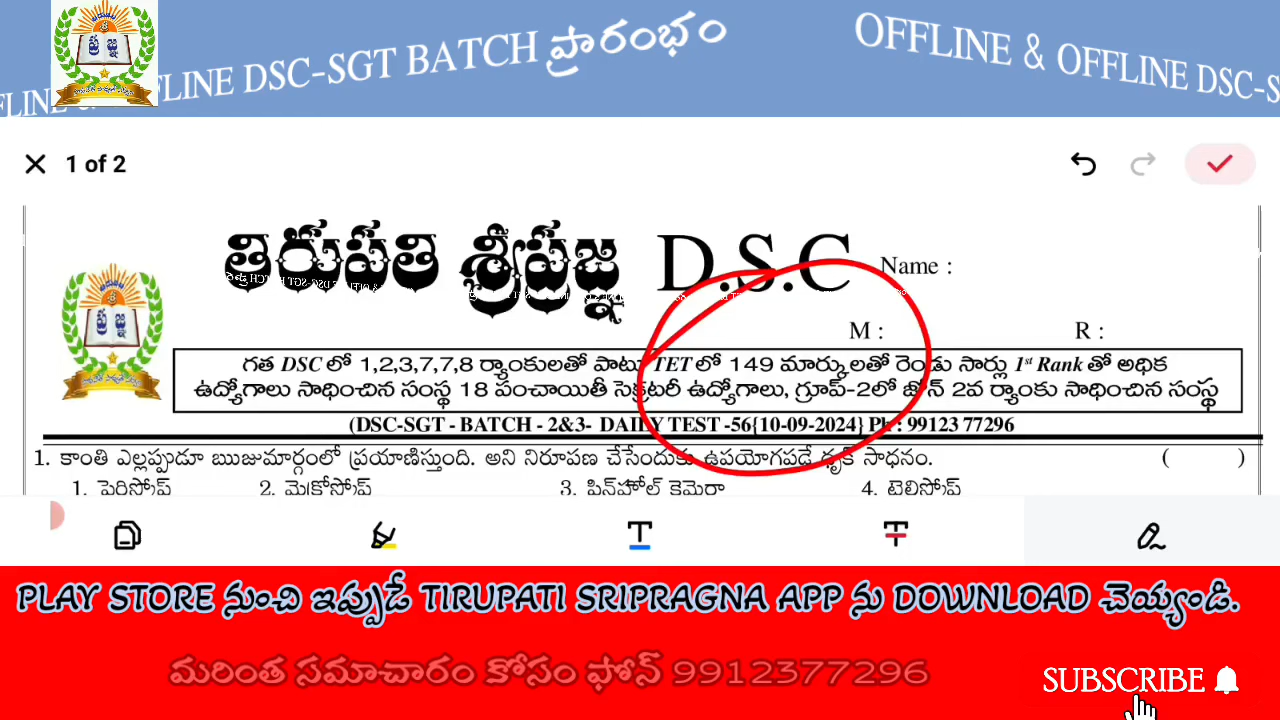 OFFLINE DSC-SGT BATCH ప్రారంభం
OFFLINE & OFFLINE DSC-S
1 of 2
తిరుపతి శ్రీప్రజ్ఞ D.S.C
Name :
M :
R :
ప్రజ్ఞ
గత DSC లో 1,2,3,7,7,8 ర్యాంకులతో పాటు TET లో 149 మార్కులతో రెండు సార్లు 1st Rank తో అధిక
ఉద్యోగాలు సాధించిన సంస్థ 18 పంచాయితీ సెక్రటరీ ఉద్యోగాలు, గ్రూప్-2లో జోన్ 2వ ర్యాంకు సాధించిన సంస్థ
(DSC-SGT - BATCH - 2&3- DAILY TEST -56{10-09-2024} Ph : 99123 77296
1. కాంతి ఎల్లప్పుడూ ఋజుమార్గంలో ప్రయాణిస్తుంది. అని నిరూపణ చేసేందుకు ఉపయోగపడే ధృక్ సాధనం. ( )
1. పెరిస్కోప్ 2. మైక్రోస్కోప్ 3. పిన్‌హోల్ కెమెరా 4. టెలిస్కోప్
PLAY STORE నుంచి ఇప్పుడే TIRUPATI SRIPRAGNA APP ను DOWNLOAD చెయ్యండి.
మరింత సమాచారం కోసం ఫోన్ 9912377296
SUBSCRIBE